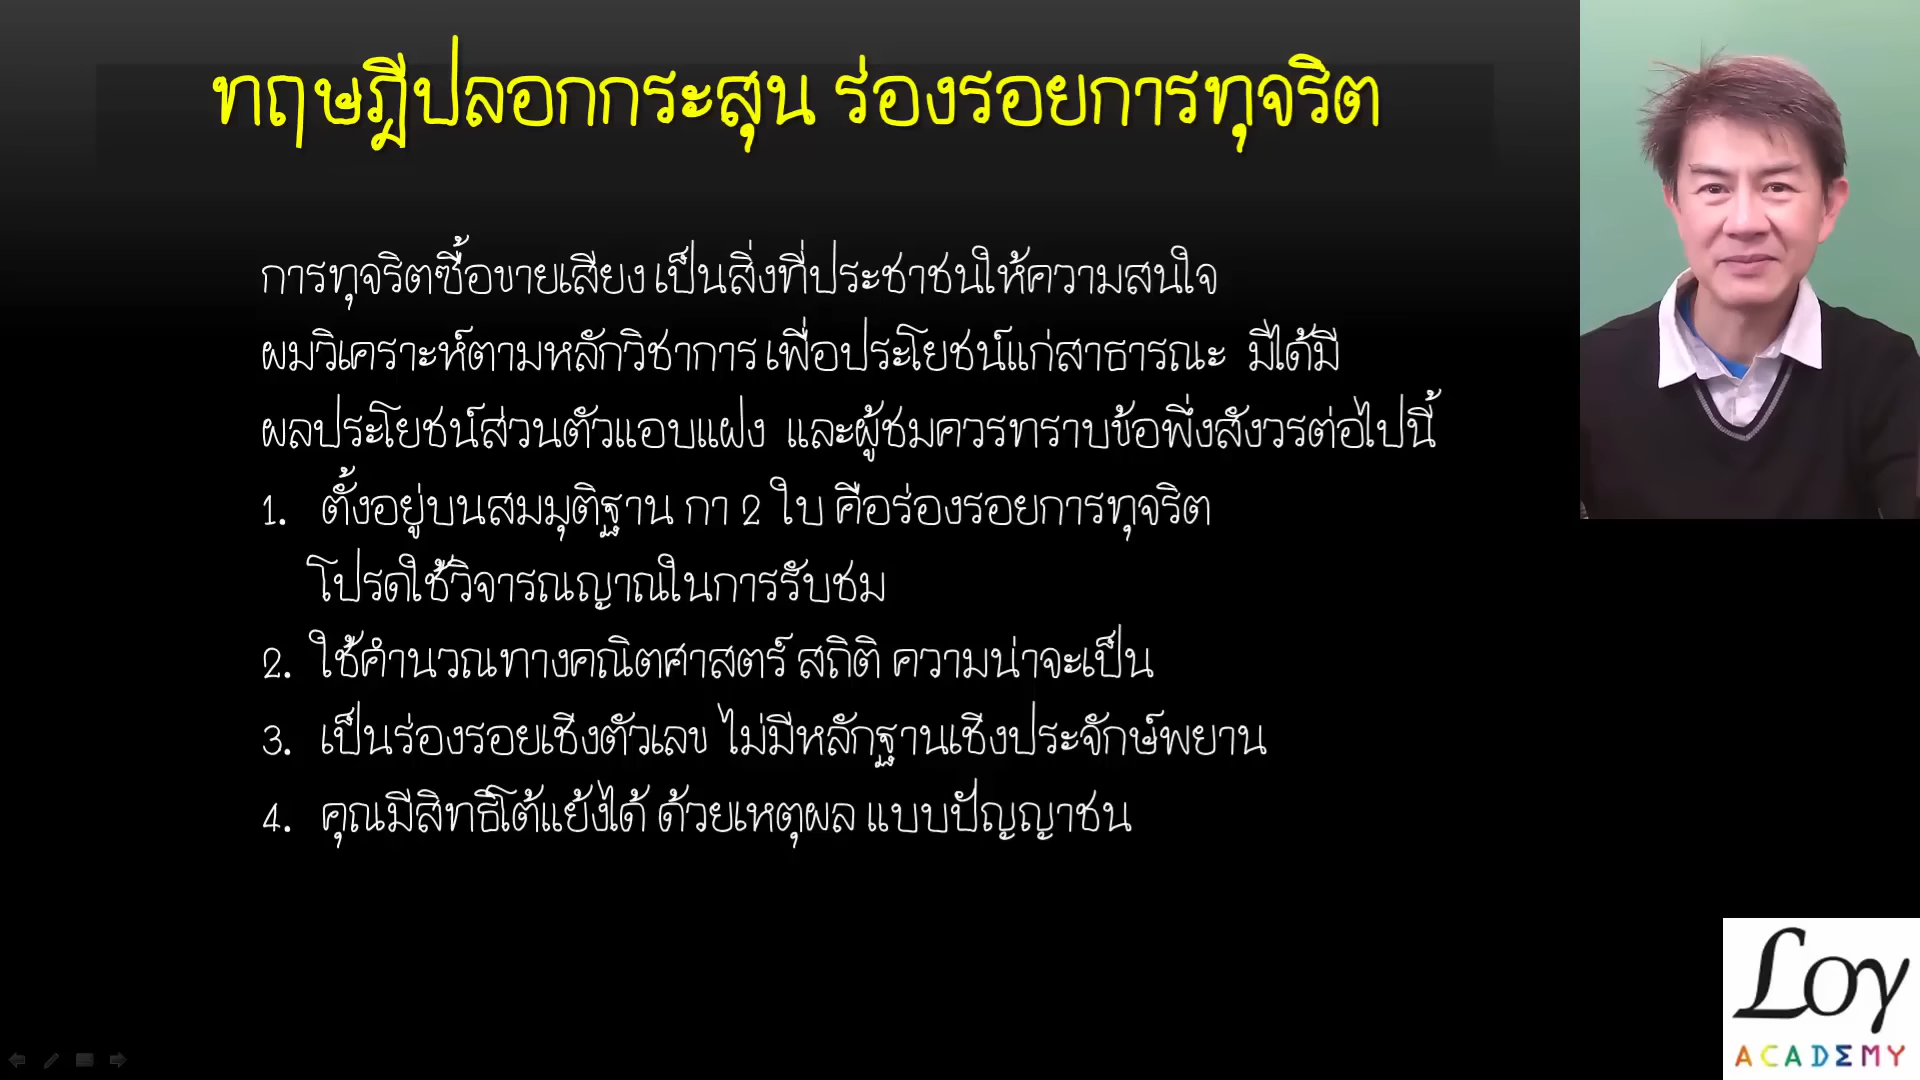 ทฤษฎีปลอกกระสุน ร่องรอยการทุจริต
การทุจริตซื้อขายเสียง เป็นสิ่งที่ประชาชนให้ความสนใจ
ผมวิเคราะห์ตามหลักวิชาการ เพื่อประโยชน์แก่สาธารณะ มิได้มี
ผลประโยชน์ส่วนตัวแอบแฝง และผู้ชมควรทราบข้อพึ่งสังวรต่อไปนี้
1. ตั้งอยู่บนสมมุติฐาน กา 2 ใบ คือร่องรอยการทุจริต
โปรดใช้วิจารณญาณในการรับชม
2. ใช้คำนวณทางคณิตศาสตร์ สถิติ ความน่าจะเป็น
3. เป็นร่องรอยเชิงตัวเลข ไม่มีหลักฐานเชิงประจักษ์พยาน
4. คุณมีสิทธิโต้แย้งได้ ด้วยเหตุผล แบบปัญญาชน
Loy
ACADEMY